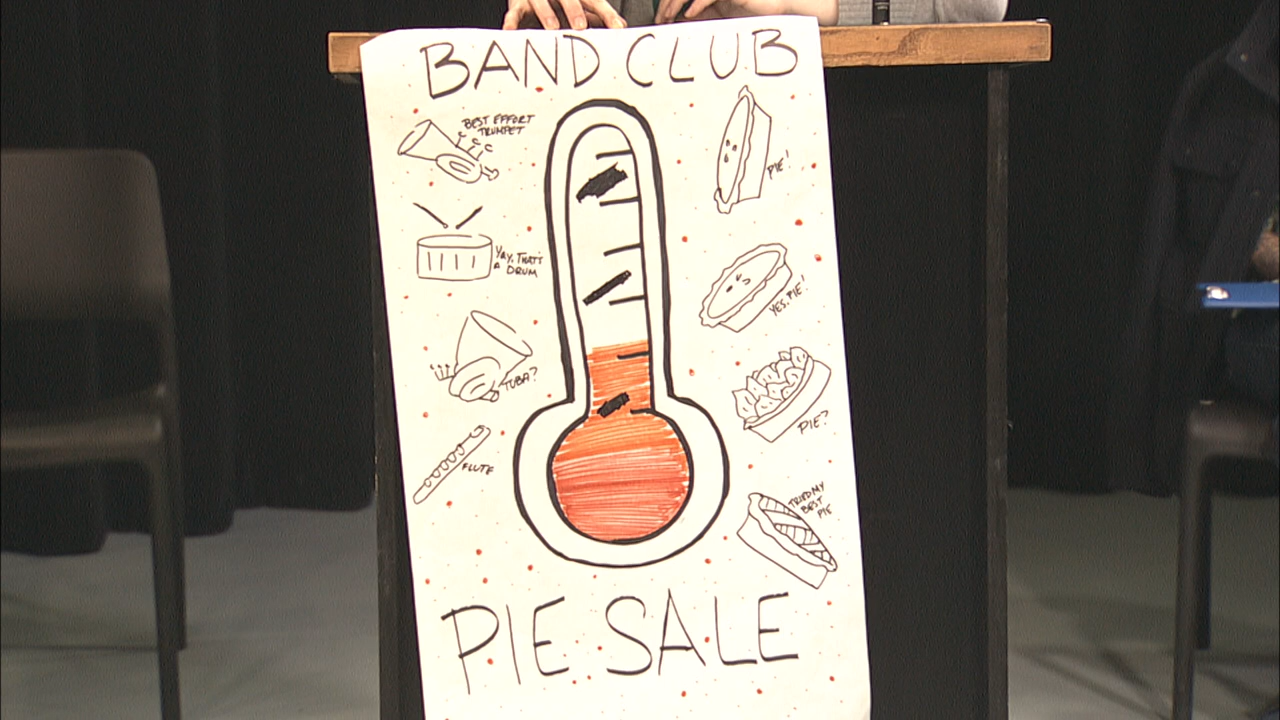 BAND CLUB
BEST EFFORT
TRUMPET
PIE!
YAY, THAT'S
A DRUM
YES, PIE!
TUBA?
PIE?
FLUTE
TRIED MY
BEST
PIE
PIE SALE